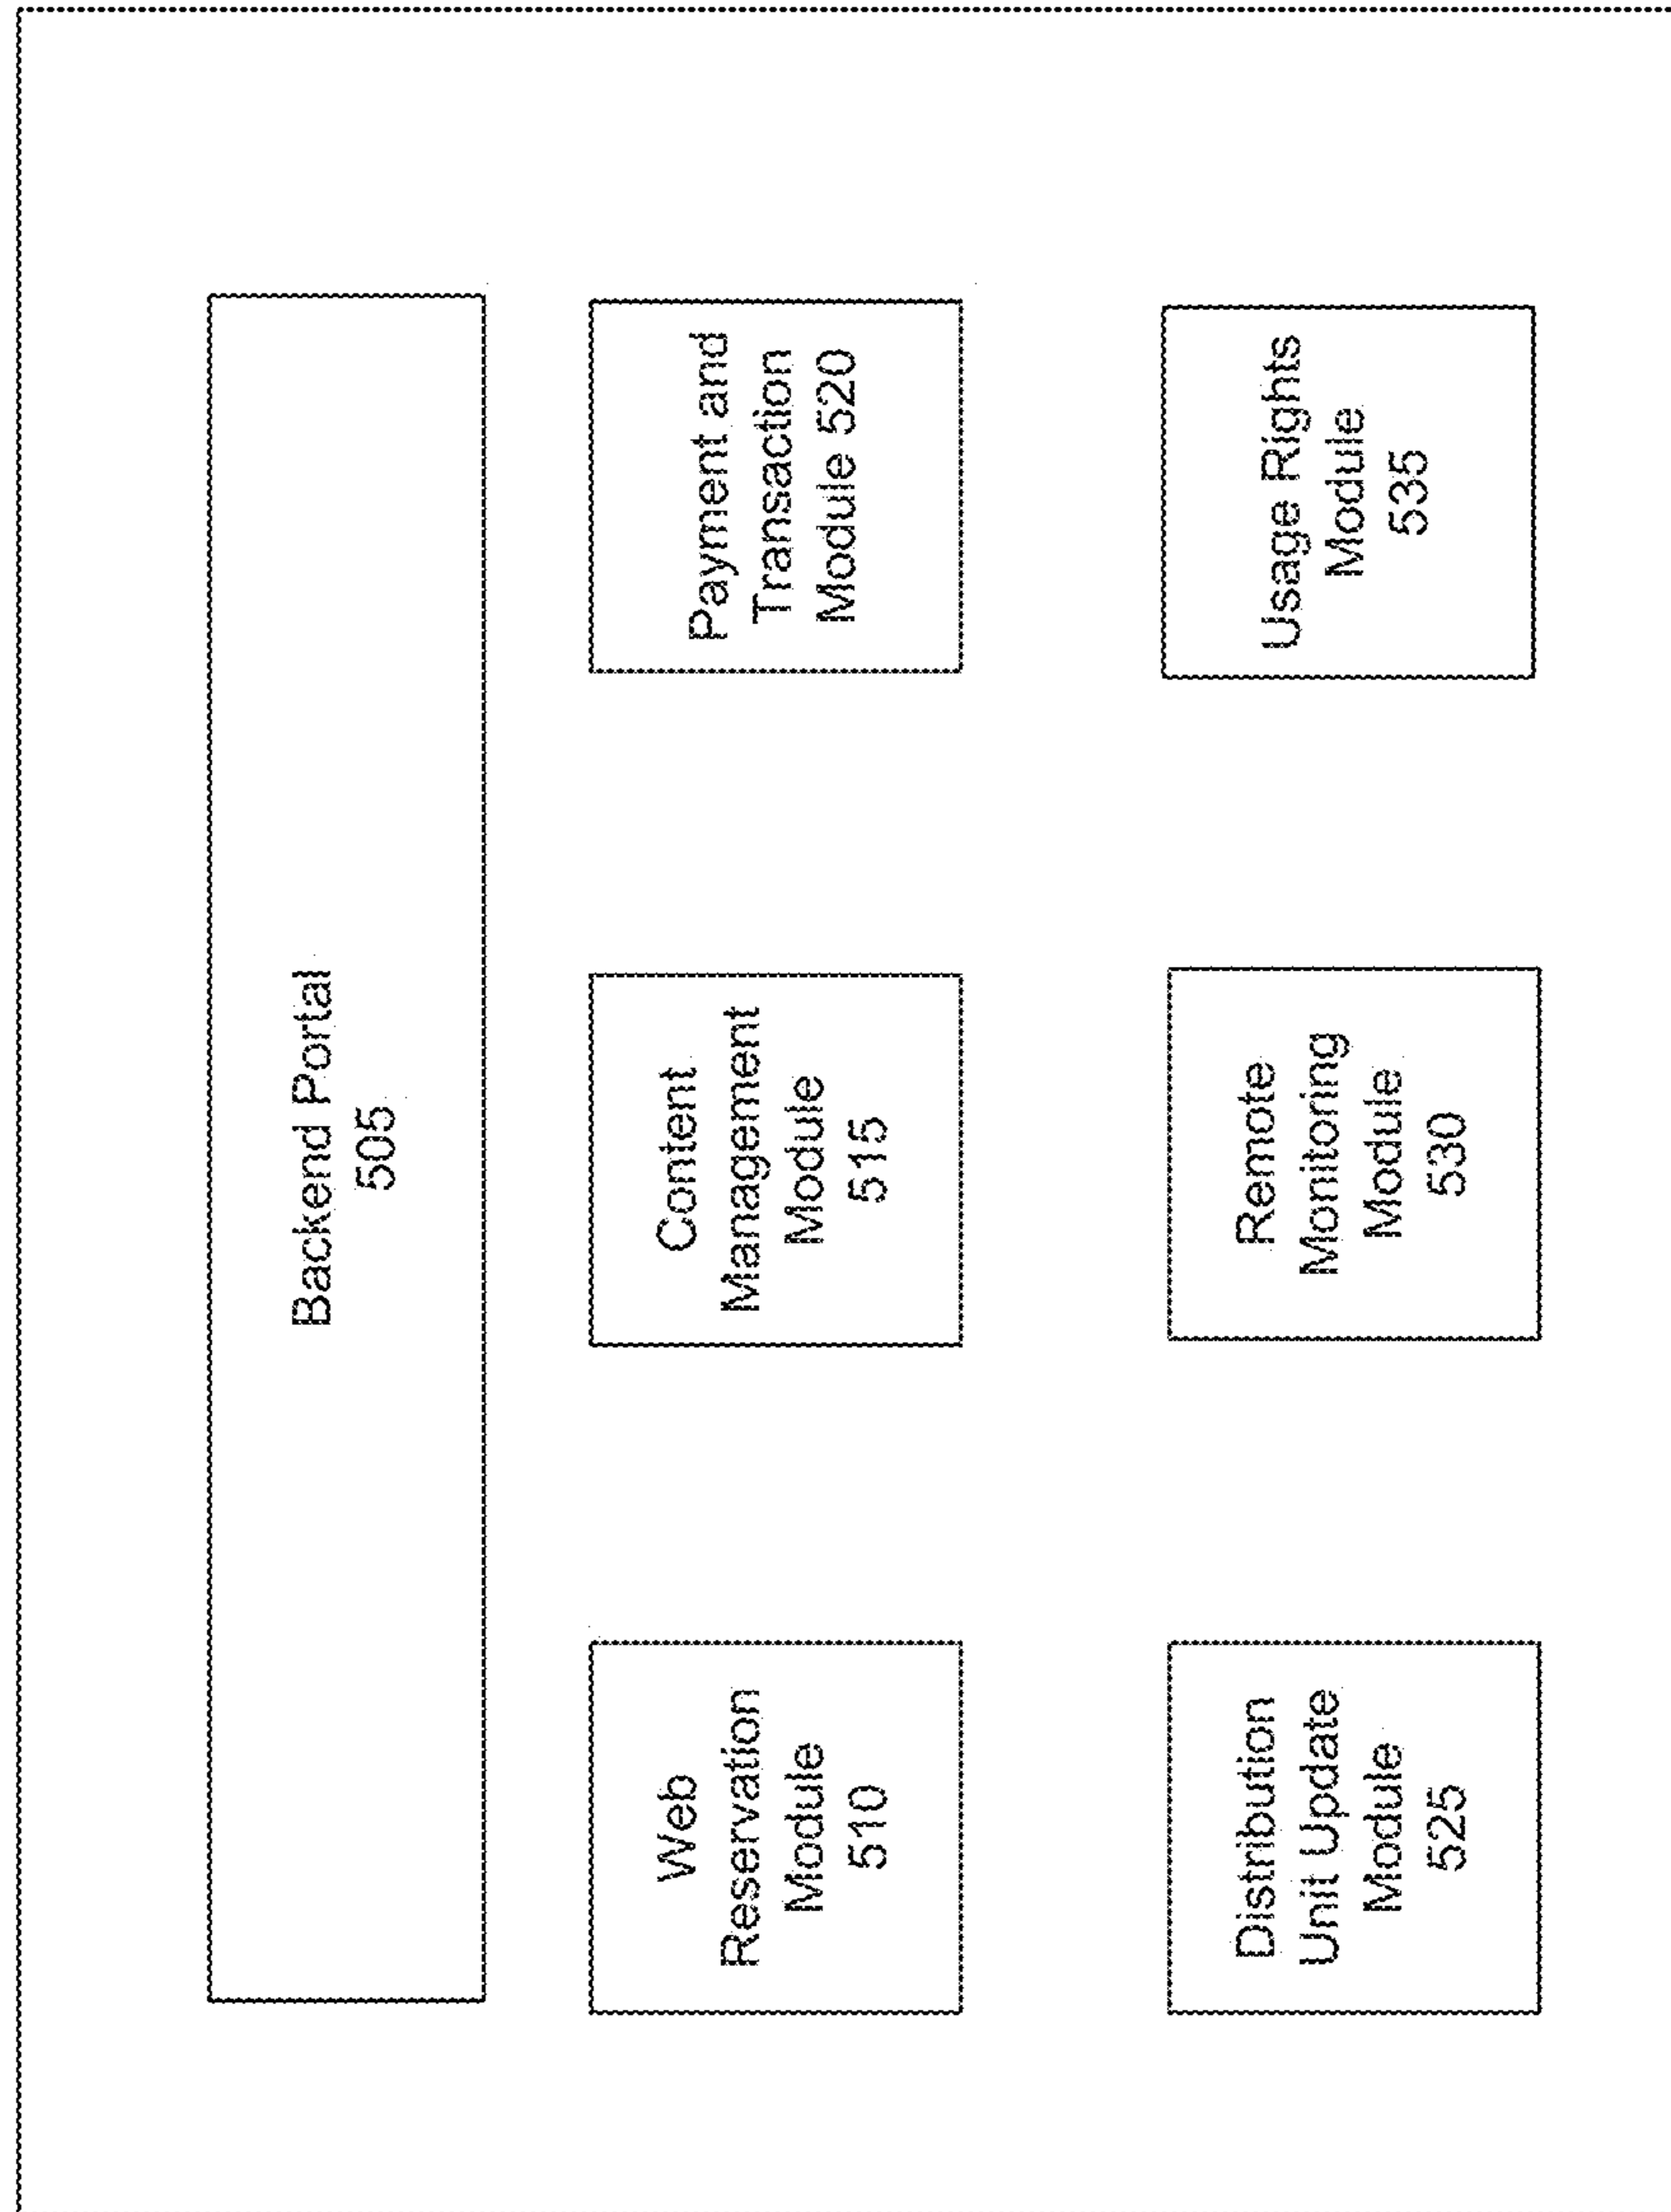 Backend Portal
505
Web
Reservation
Module
510
Content
Management
Module
515
Payment and
Transaction
Module 520
Distribution
Unit Update
Module
525
Remote
Monitoring
Module
530
Usage Rights
Module
535